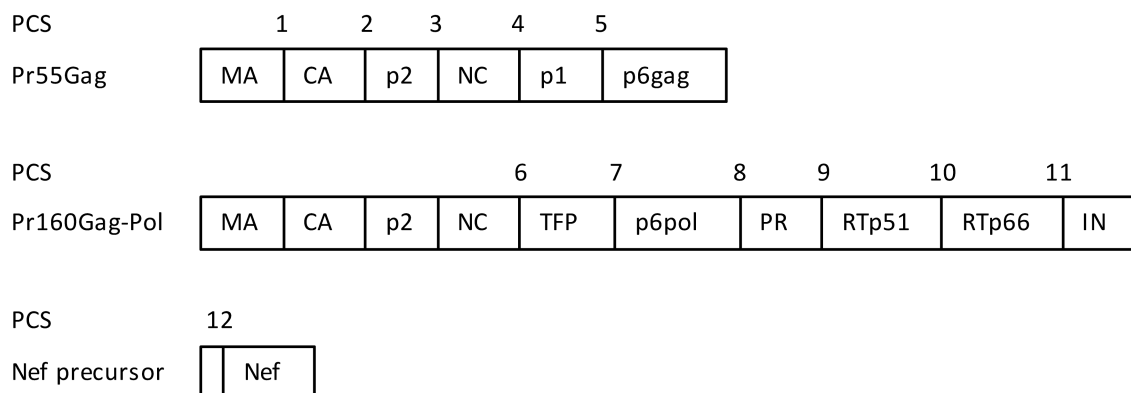 PCS 1 2 3 4 5
Pr55Gag MA CA p2 NC p1 p6gag
PCS 6 7 8 9 10 11
Pr160Gag-Pol MA CA p2 NC TFP p6pol PR RTp51 RTp66 IN
PCS 12
Nef precursor Nef